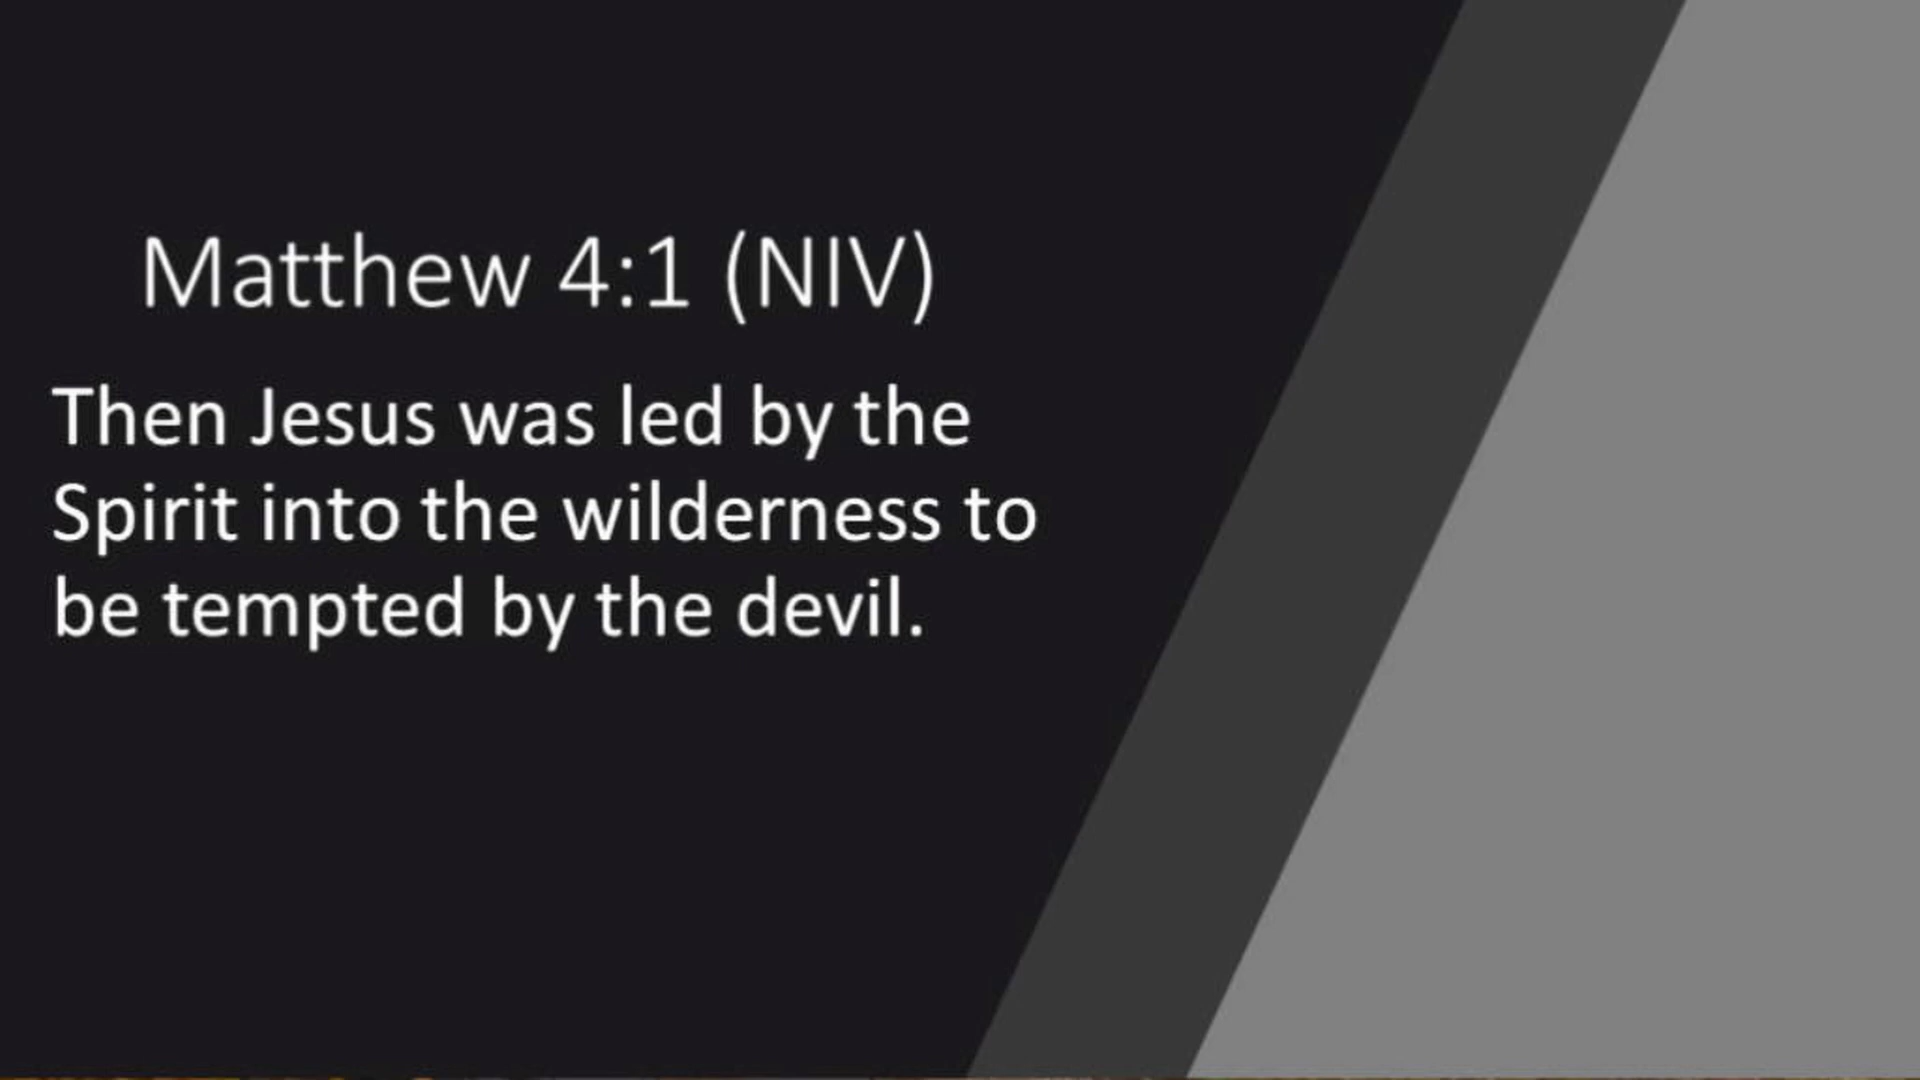 Matthew 4:1 (NIV)
Then Jesus was led by the
Spirit into the wilderness to
be tempted by the devil.